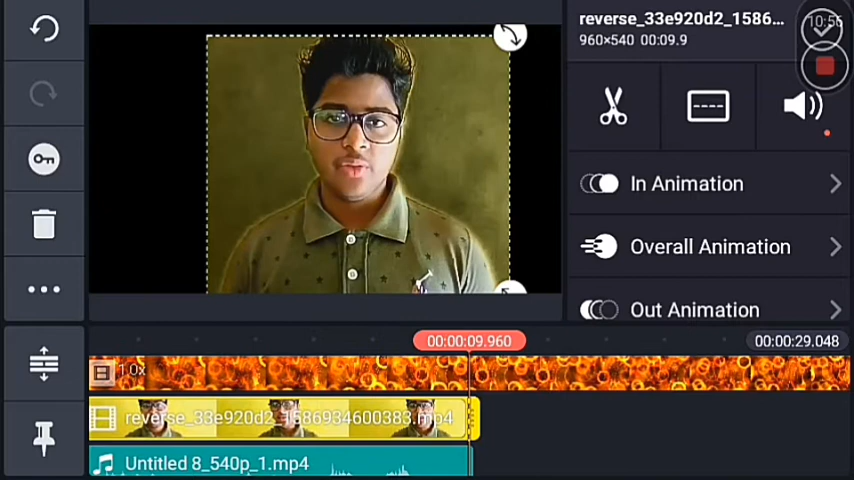 reverse_33e920d2_1586...
960×540 00:09.9
10:56
In Animation
Overall Animation
Out Animation
00:00:09.960
00:00:29.048
1.0x
reverse_33e920d2_1586934600383.mp4
Untitled 8_540p_1.mp4